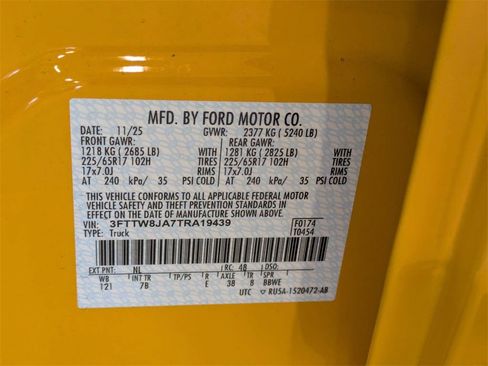 MFD. BY FORD MOTOR CO.
DATE: 11/25 GVWR: 2377 KG ( 5240 LB)
FRONT GAWR: REAR GAWR:
1218 KG ( 2685 LB) WITH 1281 KG ( 2825 LB) WITH
225/65R17 102H TIRES 225/65R17 102H TIRES
17x7.0J RIMS 17x7.0J RIMS
AT 240 kPa/ 35 PSI COLD AT 240 kPa/ 35 PSI COLD
THIS VEHICLE CONFORMS TO ALL APPLICABLE FEDERAL MOTOR
VEHICLE SAFETY AND THEFT PREVENTION STANDARDS IN
EFFECT ON THE DATE OF MANUFACTURE SHOWN ABOVE.
VIN: 3FTTW8JA7TRA19439 F0174
TYPE: Truck T0454
EXT PNT: NL RC: 48 DSO:
WB INT TR TP/PS R AXLE TR SPR
121 7B E 3B 8 BBWE
UTC ▽ RU5A-1520472-AB